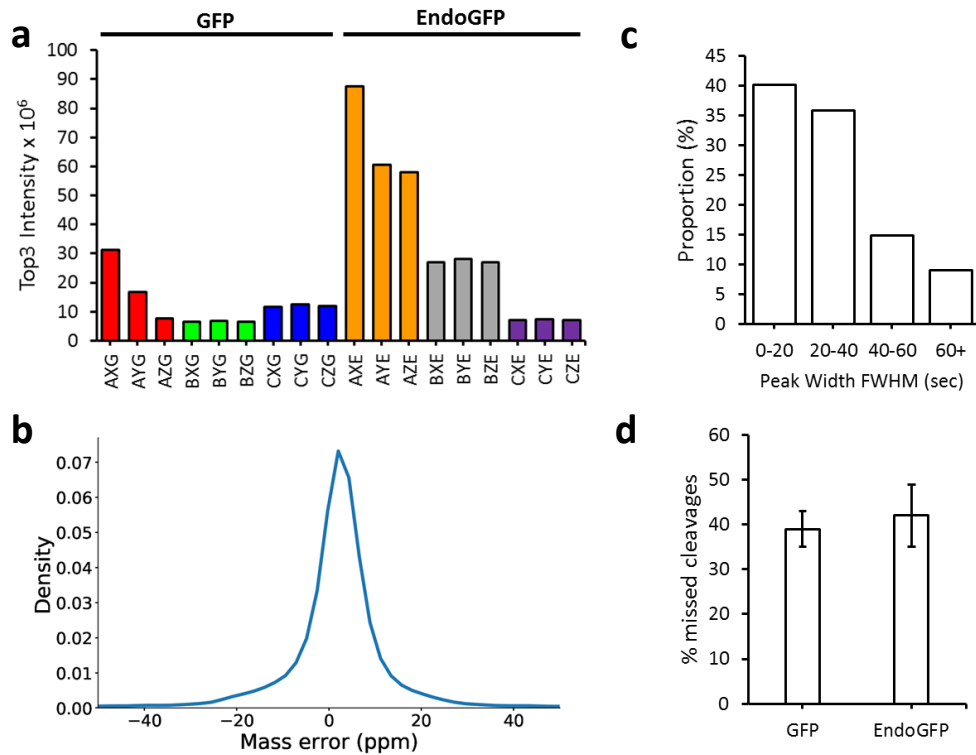 a
GFP
EndoGFP
Top3 Intensity x 10⁶
100
90
80
70
60
50
40
30
20
10
0
AXG
AYG
AZG
BXG
BYG
BZG
CXG
CYG
CZG
AXE
AYE
AZE
BXE
BYE
BZE
CXE
CYE
CZE
b
Density
0.07
0.06
0.05
0.04
0.03
0.02
0.01
0.00
−40
−20
0
20
40
Mass error (ppm)
c
Proportion (%)
45
40
35
30
25
20
15
10
5
0
0-20
20-40
40-60
60+
Peak Width FWHM (sec)
d
% missed cleavages
60
50
40
30
20
10
0
GFP
EndoGFP